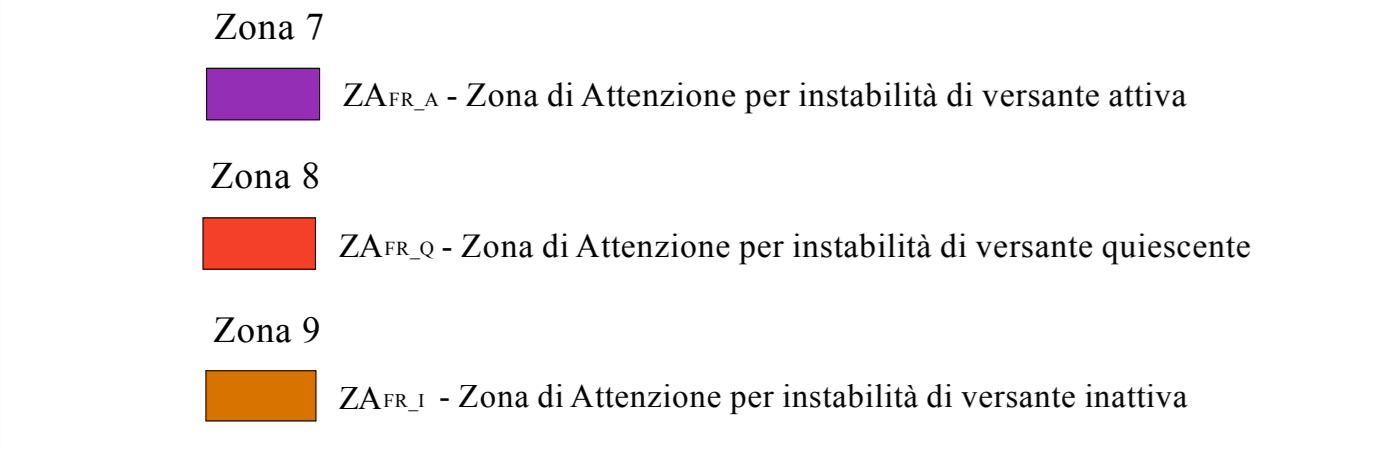 Zona 7
ZAFR_A - Zona di Attenzione per instabilità di versante attiva
Zona 8
ZAFR_Q - Zona di Attenzione per instabilità di versante quiescente
Zona 9
ZAFR_I - Zona di Attenzione per instabilità di versante inattiva